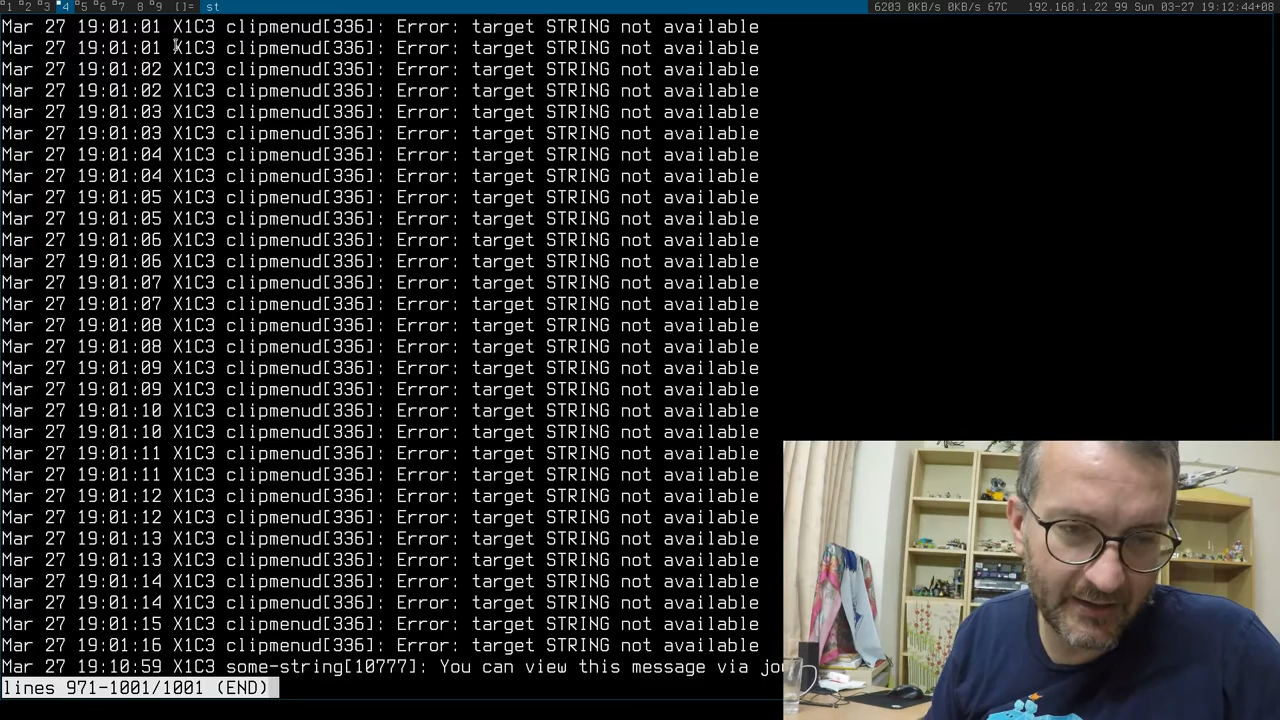 1 2 3 4 5 6 7 8 9 []= st 6203 0KB/s 0KB/s 67C 192.168.1.22 99 Sun 03-27 19:12:44+08
Mar 27 19:01:01 X1C3 clipmenud[336]: Error: target STRING not available
Mar 27 19:01:01 X1C3 clipmenud[336]: Error: target STRING not available
Mar 27 19:01:02 X1C3 clipmenud[336]: Error: target STRING not available
Mar 27 19:01:02 X1C3 clipmenud[336]: Error: target STRING not available
Mar 27 19:01:03 X1C3 clipmenud[336]: Error: target STRING not available
Mar 27 19:01:03 X1C3 clipmenud[336]: Error: target STRING not available
Mar 27 19:01:04 X1C3 clipmenud[336]: Error: target STRING not available
Mar 27 19:01:04 X1C3 clipmenud[336]: Error: target STRING not available
Mar 27 19:01:05 X1C3 clipmenud[336]: Error: target STRING not available
Mar 27 19:01:05 X1C3 clipmenud[336]: Error: target STRING not available
Mar 27 19:01:06 X1C3 clipmenud[336]: Error: target STRING not available
Mar 27 19:01:06 X1C3 clipmenud[336]: Error: target STRING not available
Mar 27 19:01:07 X1C3 clipmenud[336]: Error: target STRING not available
Mar 27 19:01:07 X1C3 clipmenud[336]: Error: target STRING not available
Mar 27 19:01:08 X1C3 clipmenud[336]: Error: target STRING not available
Mar 27 19:01:08 X1C3 clipmenud[336]: Error: target STRING not available
Mar 27 19:01:09 X1C3 clipmenud[336]: Error: target STRING not available
Mar 27 19:01:09 X1C3 clipmenud[336]: Error: target STRING not available
Mar 27 19:01:10 X1C3 clipmenud[336]: Error: target STRING not available
Mar 27 19:01:10 X1C3 clipmenud[336]: Error: target STRING not available
Mar 27 19:01:11 X1C3 clipmenud[336]: Error: target STRING not available
Mar 27 19:01:11 X1C3 clipmenud[336]: Error: target STRING not available
Mar 27 19:01:12 X1C3 clipmenud[336]: Error: target STRING not available
Mar 27 19:01:12 X1C3 clipmenud[336]: Error: target STRING not available
Mar 27 19:01:13 X1C3 clipmenud[336]: Error: target STRING not available
Mar 27 19:01:13 X1C3 clipmenud[336]: Error: target STRING not available
Mar 27 19:01:14 X1C3 clipmenud[336]: Error: target STRING not available
Mar 27 19:01:14 X1C3 clipmenud[336]: Error: target STRING not available
Mar 27 19:01:15 X1C3 clipmenud[336]: Error: target STRING not available
Mar 27 19:01:16 X1C3 clipmenud[336]: Error: target STRING not available
Mar 27 19:10:59 X1C3 some-string[10777]: You can view this message via
lines 971-1001/1001 (END)